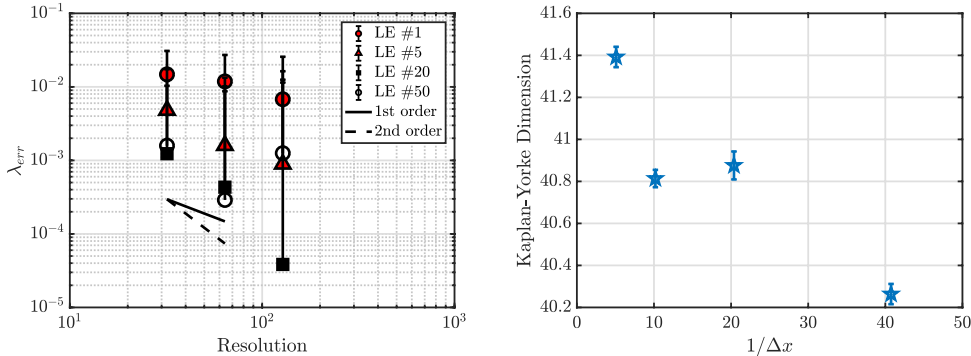 10^{-1}
10^{-2}
10^{-3}
10^{-4}
10^{-5}
λ_{err}
LE #1
LE #5
LE #20
LE #50
1st order
2nd order
10^{1}
10^{2}
10^{3}
Resolution
41.6
41.4
41.2
41
40.8
40.6
40.4
40.2
Kaplan-Yorke Dimension
0
10
20
30
40
50
1/Δx